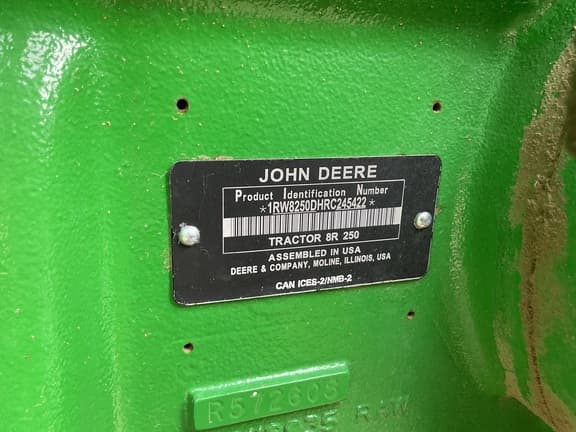 JOHN DEERE
Product Identification Number
*1RW8250DHRC245422*
TRACTOR 8R 250
ASSEMBLED IN USA
DEERE & COMPANY, MOLINE, ILLINOIS, USA
CAN ICES-2/NMB-2
R572608
RAW